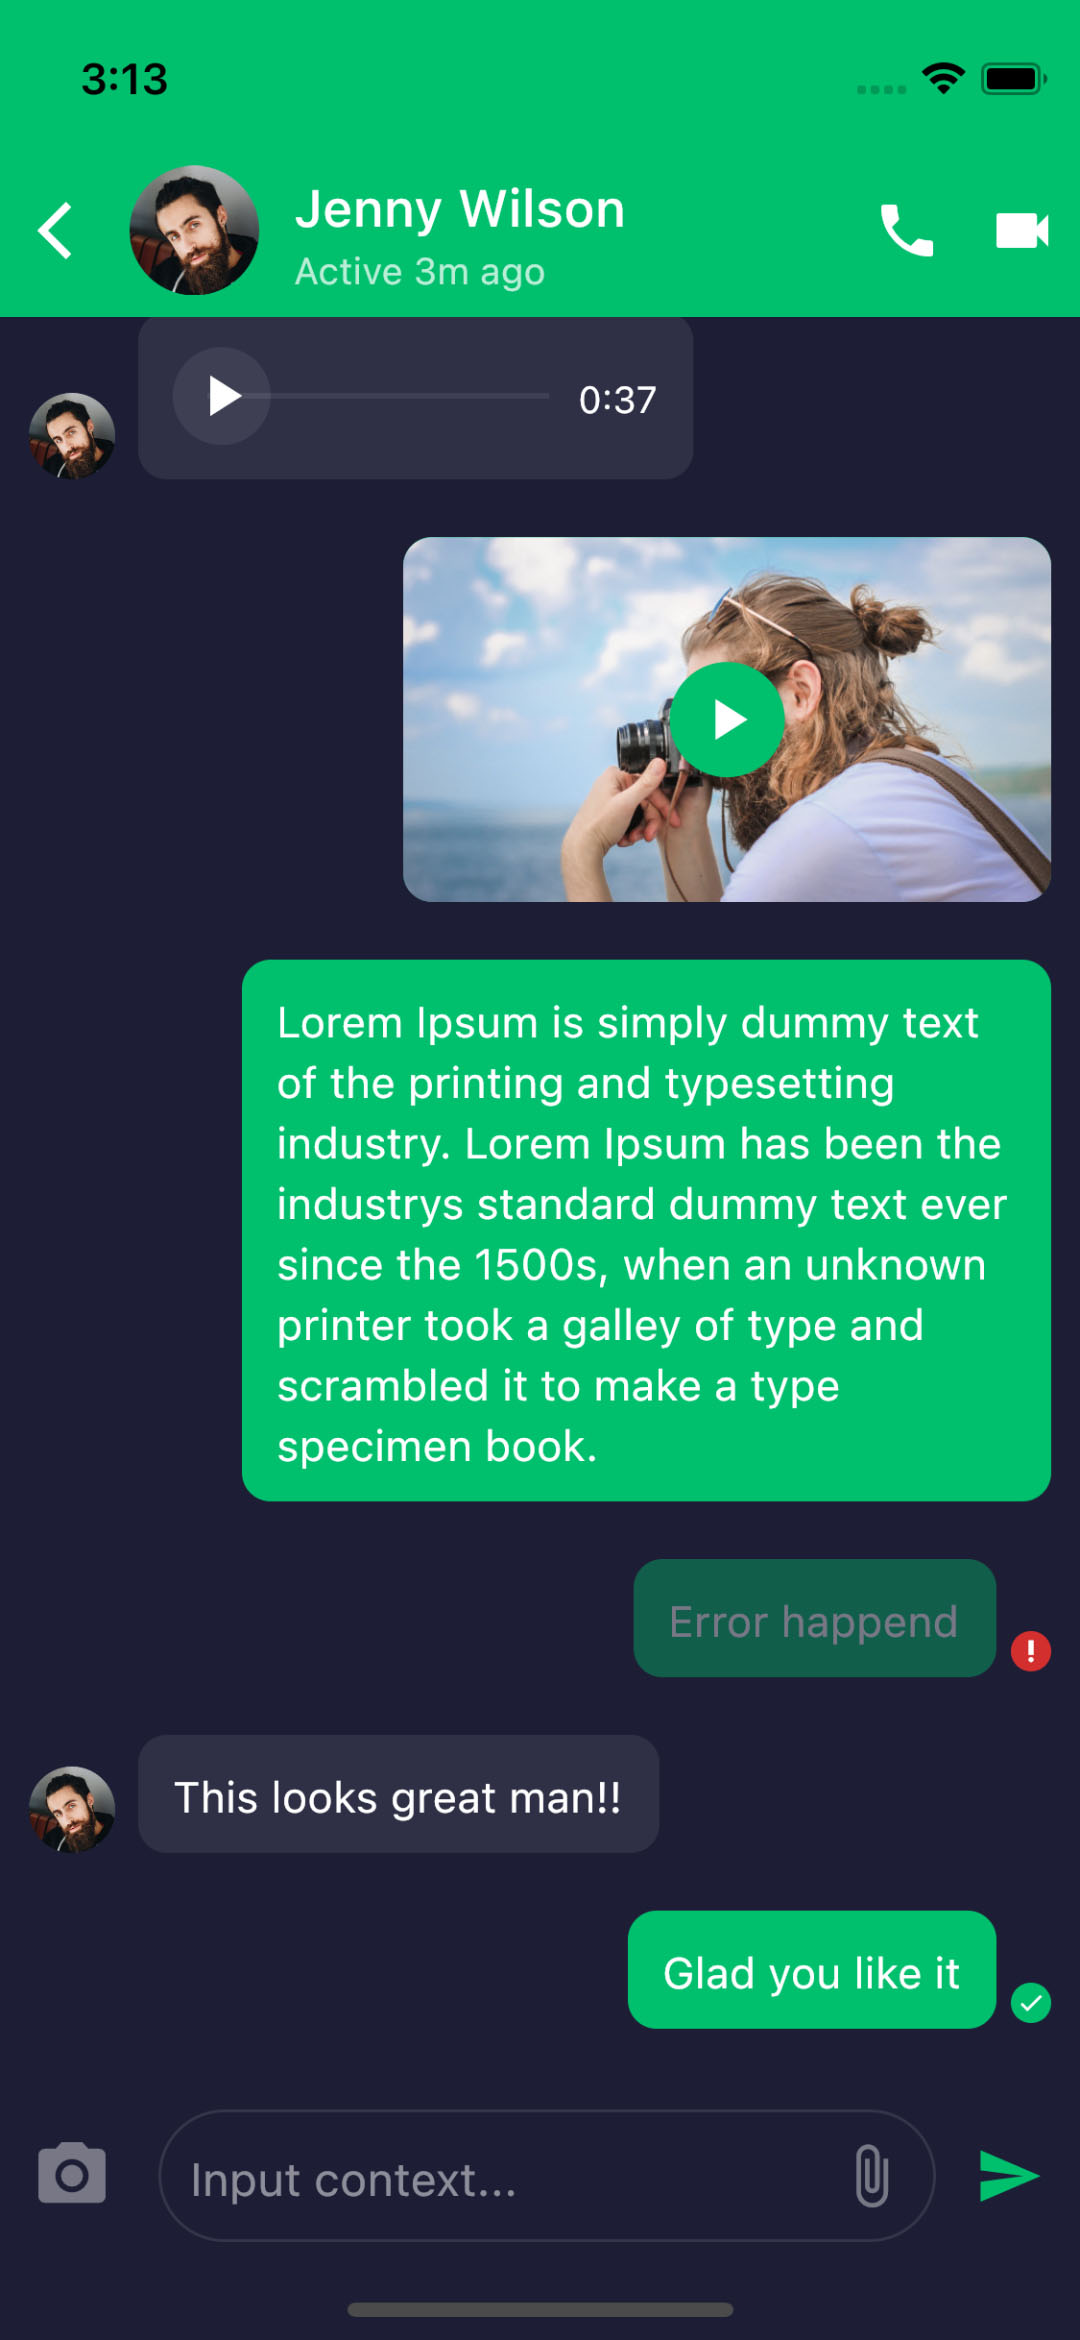 3:13
Jenny Wilson
Active 3m ago
0:37
Lorem Ipsum is simply dummy text
of the printing and typesetting
industry. Lorem Ipsum has been the
industrys standard dummy text ever
since the 1500s, when an unknown
printer took a galley of type and
scrambled it to make a type
specimen book.
Error happend
This looks great man!!
Glad you like it
Input context...